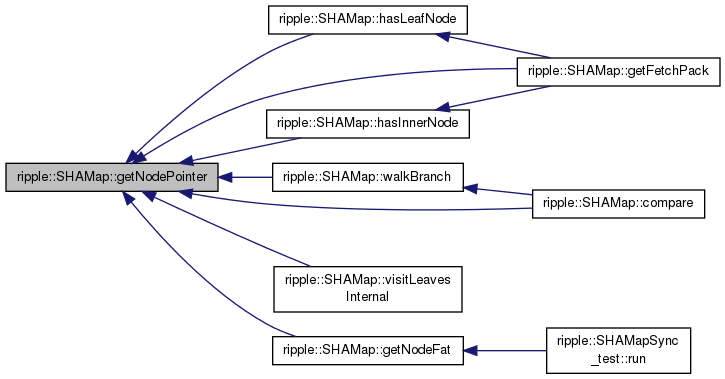 ripple::SHAMap::hasLeafNode
ripple::SHAMap::getFetchPack
ripple::SHAMap::hasInnerNode
ripple::SHAMap::getNodePointer
ripple::SHAMap::walkBranch
ripple::SHAMap::compare
ripple::SHAMap::visitLeaves
Internal
ripple::SHAMap::getNodeFat
ripple::SHAMapSync
_test::run